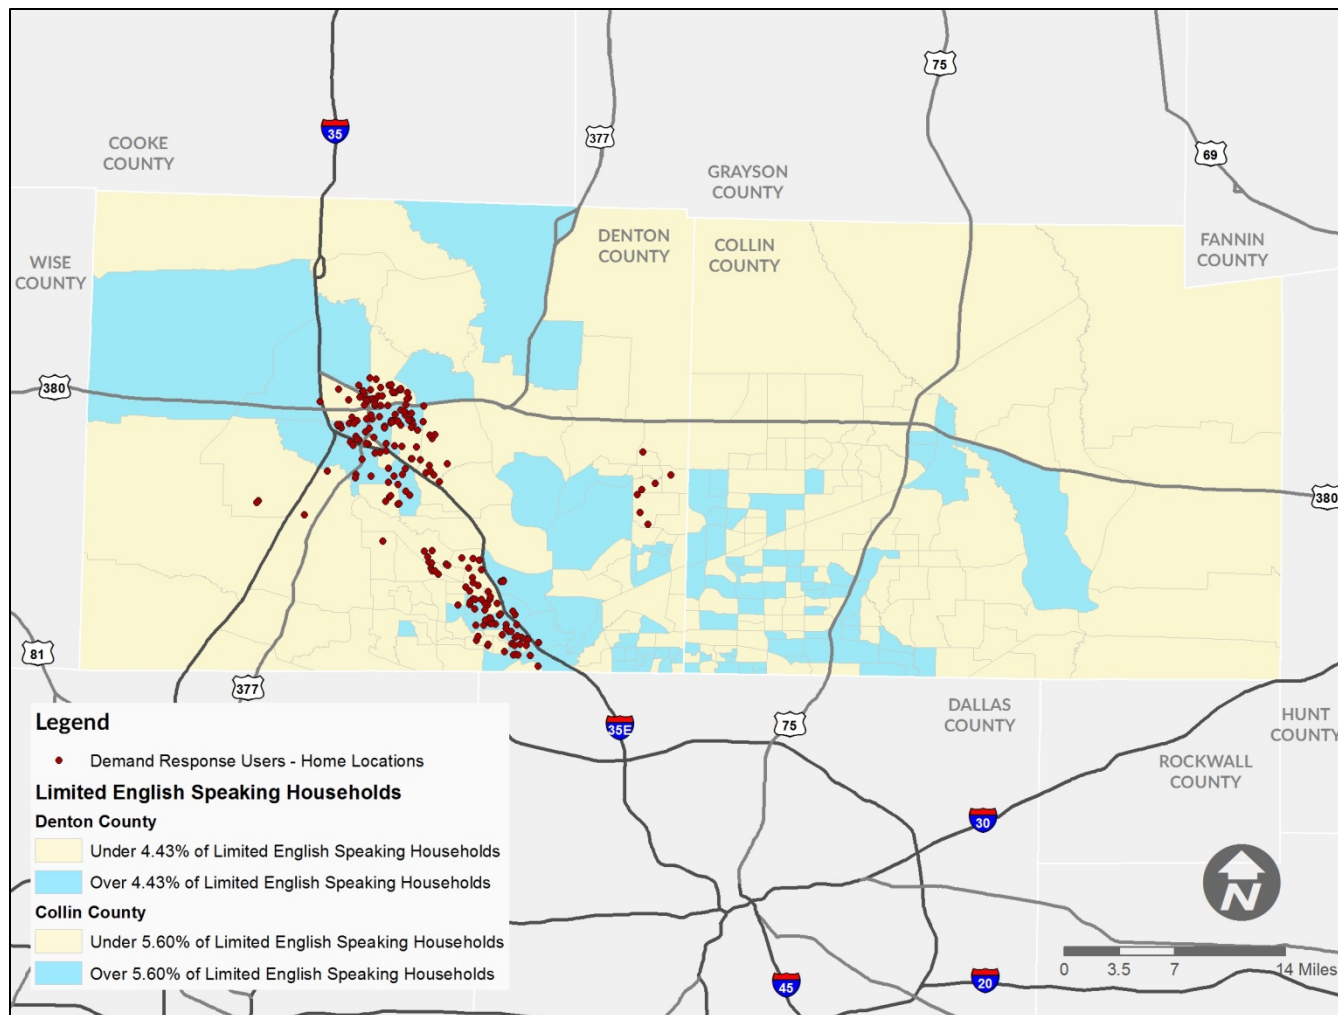 75
35
377
69
COOKE
COUNTY
GRAYSON
COUNTY
DENTON
COUNTY
COLLIN
COUNTY
FANNIN
COUNTY
WISE
COUNTY
380
380
81
377
35E
75
DALLAS
COUNTY
HUNT
COUNTY
ROCKWALL
COUNTY
30
45
20
Legend
Demand Response Users - Home Locations
Limited English Speaking Households
Denton County
Under 4.43% of Limited English Speaking Households
Over 4.43% of Limited English Speaking Households
Collin County
Under 5.60% of Limited English Speaking Households
Over 5.60% of Limited English Speaking Households
N
0 3.5 7 14 Miles